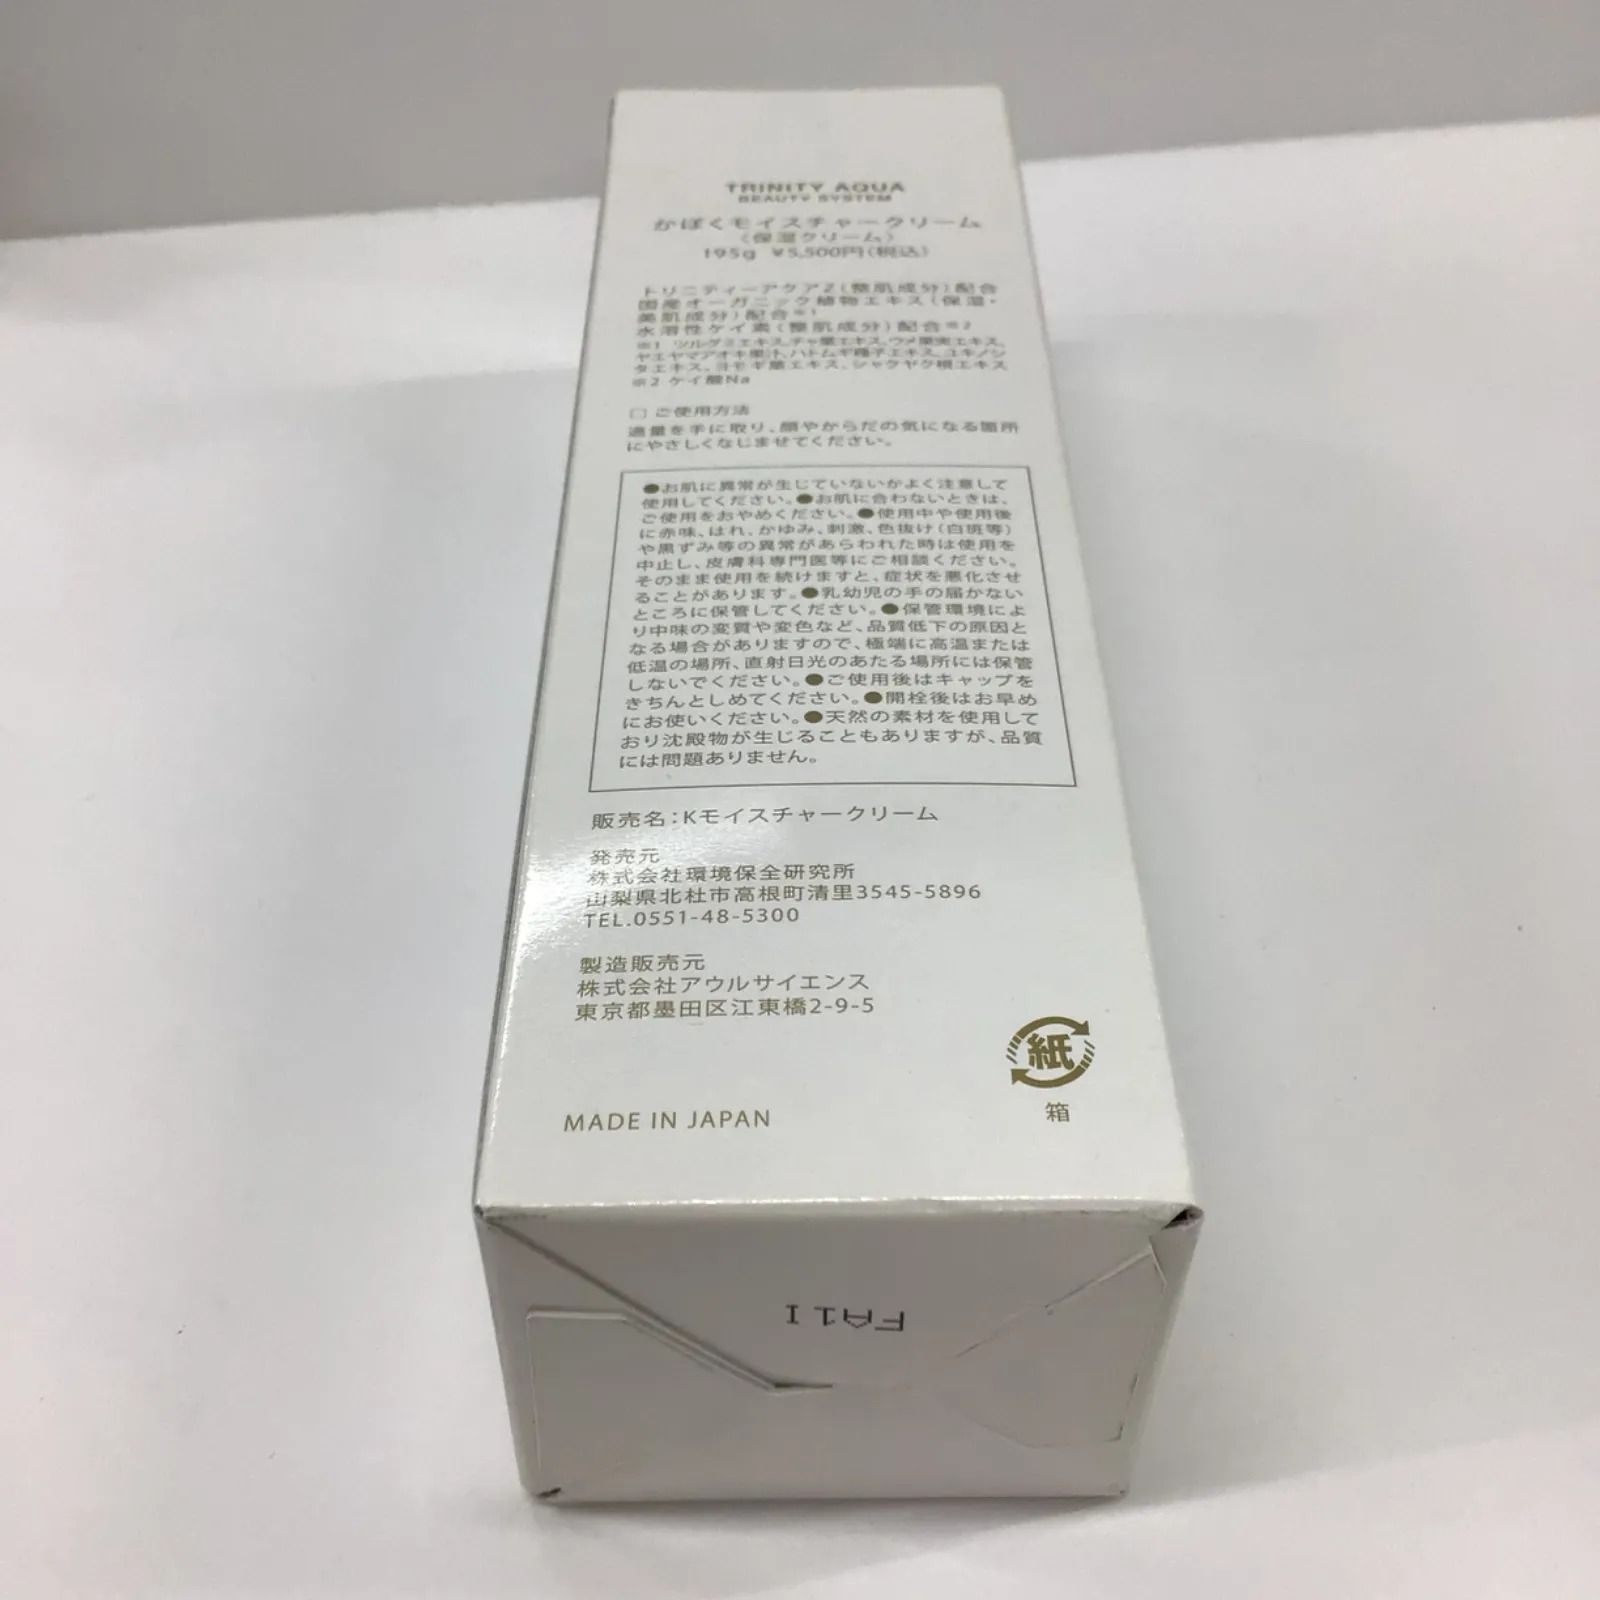 TRINITY AQUA
BEAUTY SYSTEM
かぼくモイスチャークリーム
(保湿クリーム)
195g ¥5,500円(税込)
トリニティーアクアZ(整肌成分)配合
国産オーガニック植物エキス(保湿・
美肌成分)配合※1
水溶性ケイ素(整肌成分)配合※2
※1 ツルグミエキス、チャ葉エキス、ウメ果実エキス、
ヤエヤマアオキ果汁、ハトムギ種子エキス、ユキノシ
タエキス、ヨモギ葉エキス、シャクヤク根エキス
※2 ケイ酸Na
□ ご使用方法
適量を手に取り、顔やからだの気になる箇所
にやさしくなじませてください。
●お肌に異常が生じていないかよく注意して
使用してください。●お肌に合わないときは、
ご使用をおやめください。●使用中や使用後
に赤味、はれ、かゆみ、刺激、色抜け(白斑等)
や黒ずみ等の異常があらわれた時は使用を
中止し、皮膚科専門医等にご相談ください。
そのまま使用を続けますと、症状を悪化させ
ることがあります。●乳幼児の手の届かない
ところに保管してください。●保管環境によ
り中味の変質や変色など、品質低下の原因と
なる場合がありますので、極端に高温または
低温の場所、直射日光のあたる場所には保管
しないでください。●ご使用後はキャップを
きちんとしめてください。●開栓後はお早め
にお使いください。●天然の素材を使用して
おり沈殿物が生じることもありますが、品質
には問題ありません。
販売名:Kモイスチャークリーム
発売元
株式会社環境保全研究所
山梨県北杜市高根町清里3545-5896
TEL.0551-48-5300
製造販売元
株式会社アウルサイエンス
東京都墨田区江東橋2-9-5
紙
箱
MADE IN JAPAN
FA1I